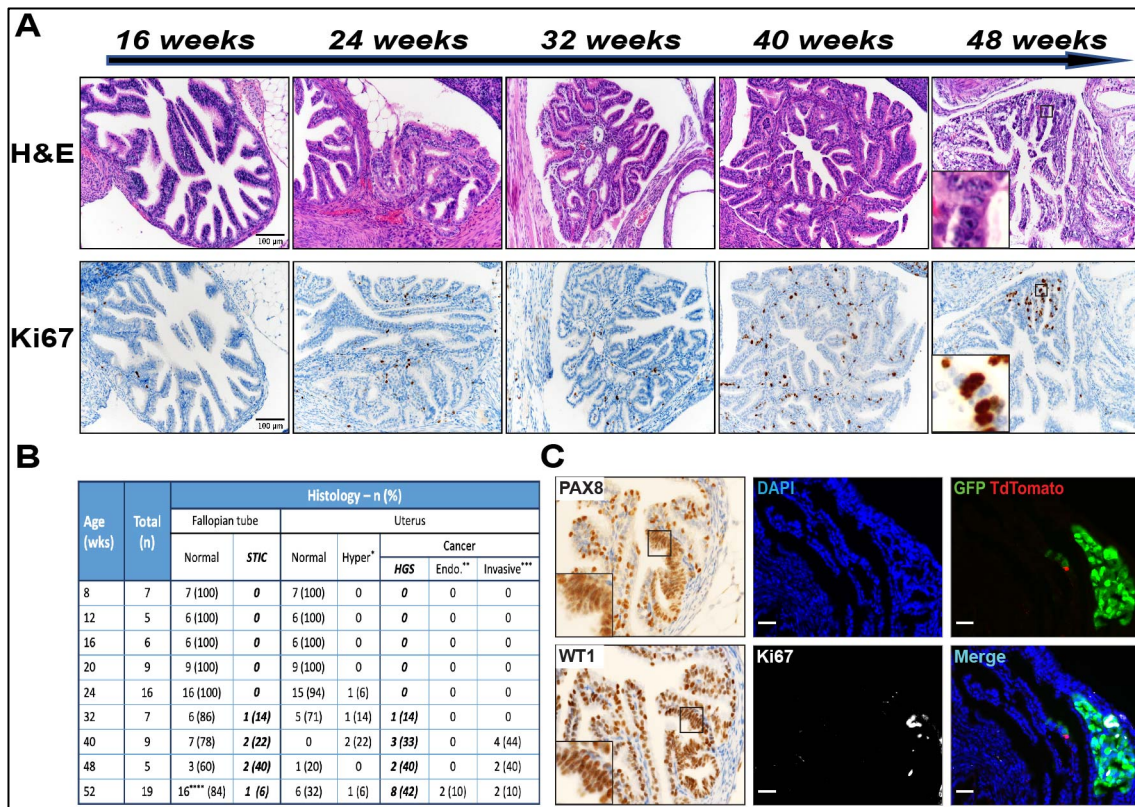 A
16 weeks 24 weeks 32 weeks 40 weeks 48 weeks
H&E
100 µm
Ki67
100 µm
B
Age (wks) Total (n) Histology – n (%)
Fallopian tube Uterus
Normal STIC Normal Hyper* Cancer
HGS Endo.** Invasive***
8 7 7 (100) 0 7 (100) 0 0 0 0
12 5 6 (100) 0 6 (100) 0 0 0 0
16 6 6 (100) 0 6 (100) 0 0 0 0
20 9 9 (100) 0 9 (100) 0 0 0 0
24 16 16 (100) 0 15 (94) 1 (6) 0 0 0
32 7 6 (86) 1 (14) 5 (71) 1 (14) 1 (14) 0 0
40 9 7 (78) 2 (22) 0 2 (22) 3 (33) 0 4 (44)
48 5 3 (60) 2 (40) 1 (20) 0 2 (40) 0 2 (40)
52 19 16**** (84) 1 (6) 6 (32) 1 (6) 8 (42) 2 (10) 2 (10)
C
PAX8 DAPI GFP TdTomato
WT1 Ki67 Merge